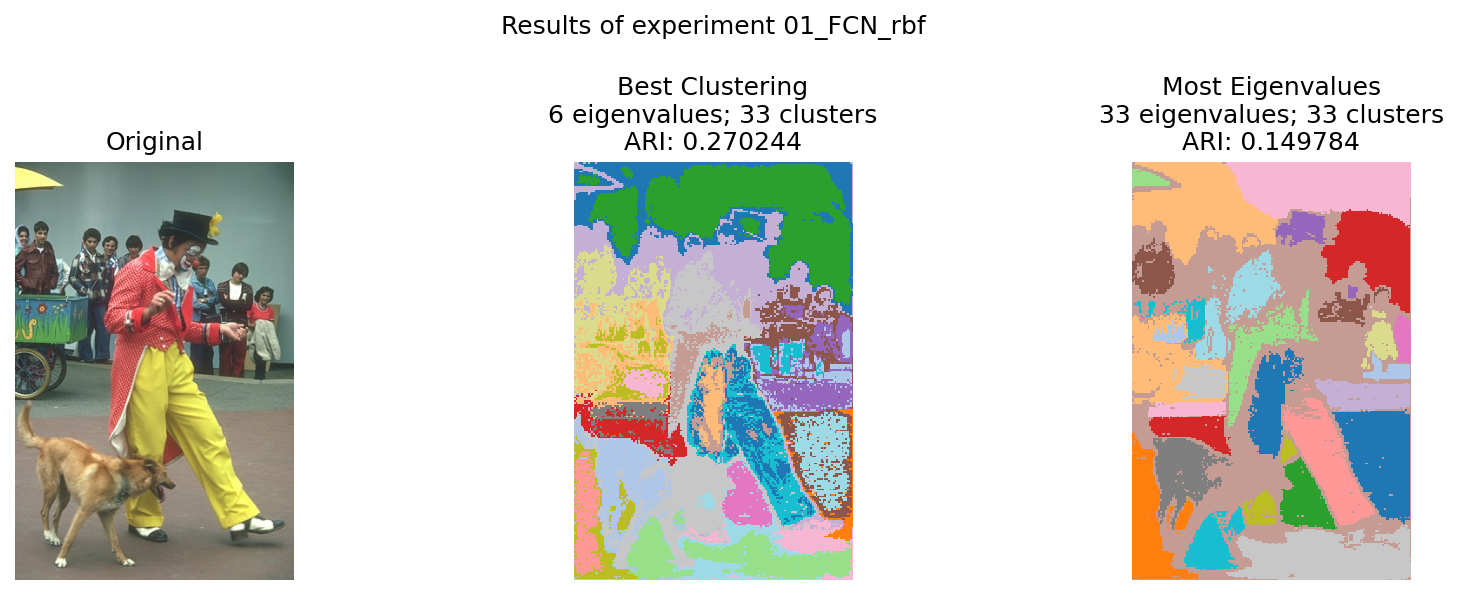 Results of experiment 01_FCN_rbf
Original
Best Clustering
6 eigenvalues; 33 clusters
ARI: 0.270244
Most Eigenvalues
33 eigenvalues; 33 clusters
ARI: 0.149784